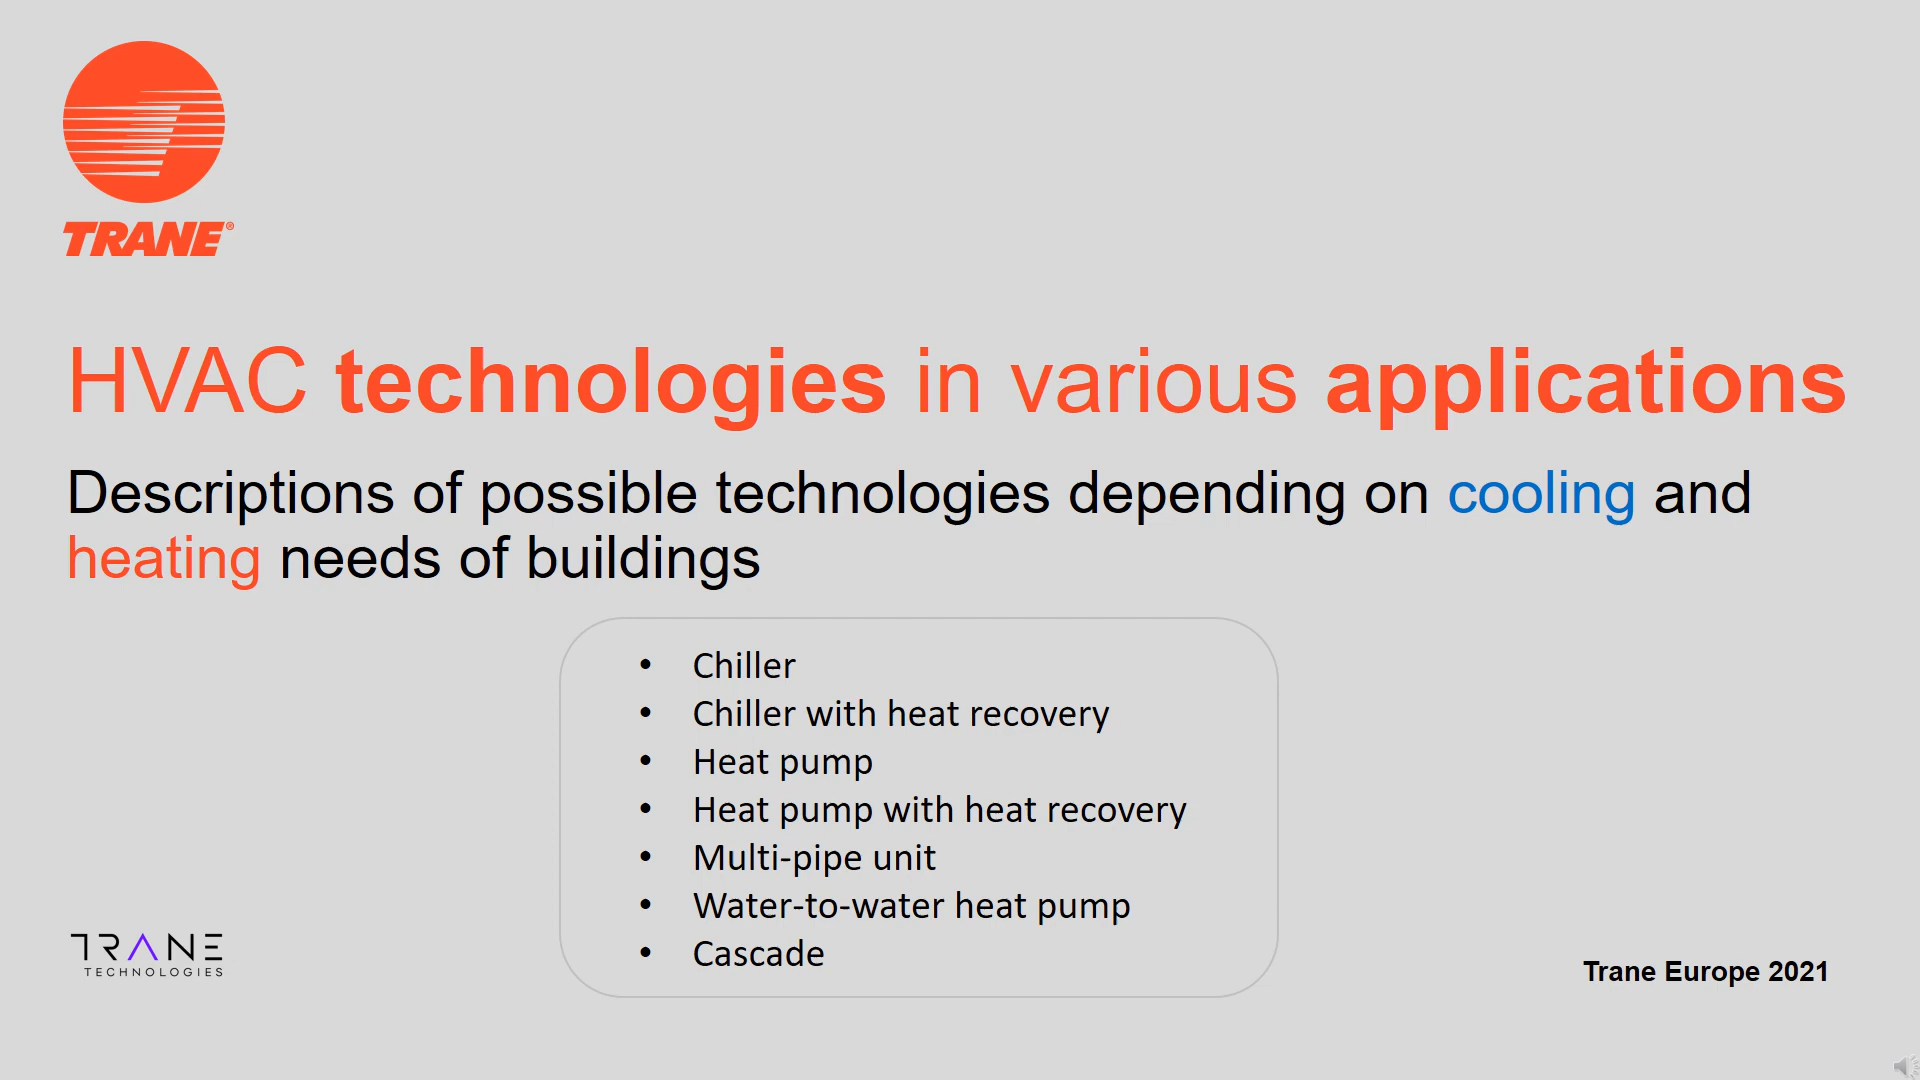 TRANE®
HVAC technologies in various applications
Descriptions of possible technologies depending on cooling and
heating needs of buildings
• Chiller
• Chiller with heat recovery
• Heat pump
• Heat pump with heat recovery
• Multi-pipe unit
• Water-to-water heat pump
• Cascade
TRANE
TECHNOLOGIES
Trane Europe 2021